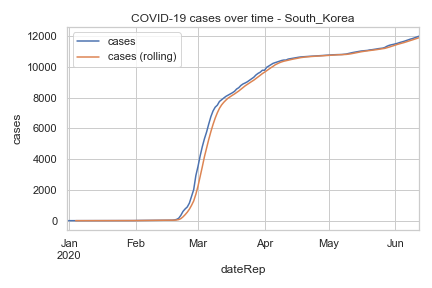 COVID-19 cases over time - South_Korea
cases
cases (rolling)
12000
10000
8000
6000
4000
2000
0
cases
Jan Feb Mar Apr May Jun
2020
dateRep